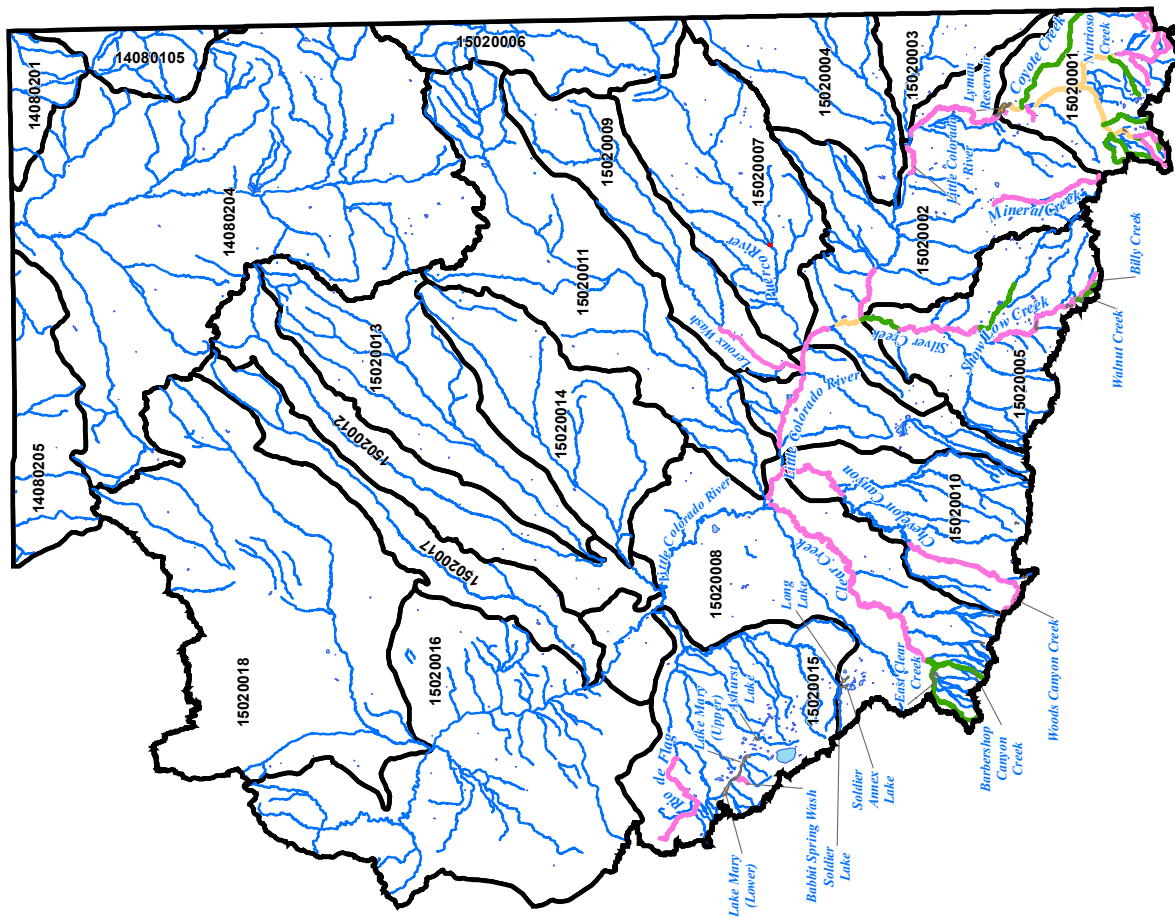 14080201
14080105
15020006
14080204
14080205
15020004
15020003
Lyman
Reservoir
Coyote Creek
Nutrioso
Creek
15020001
15020009
15020007
Puerco River
Little Colorado
River
Mineral Creek
15020002
15020011
15020013
15020012
15020014
15020017
15020018
15020016
Leroux Wash
Silver Creek
Show Low Creek
Billy Creek
Walnut Creek
15020005
Little Colorado River
Chevelon Canyon
15020010
Little Colorado River
15020008
Clear Creek
Long
Lake
East Clear
Creek
Woods Canyon Creek
Barbershop
Canyon
Creek
15020015
Soldier
Annex
Lake
Ashurst
Lake
Lake Mary
(Upper)
Rio de Flag
Babbit Spring Wash
Soldier
Lake
Lake Mary
(Lower)